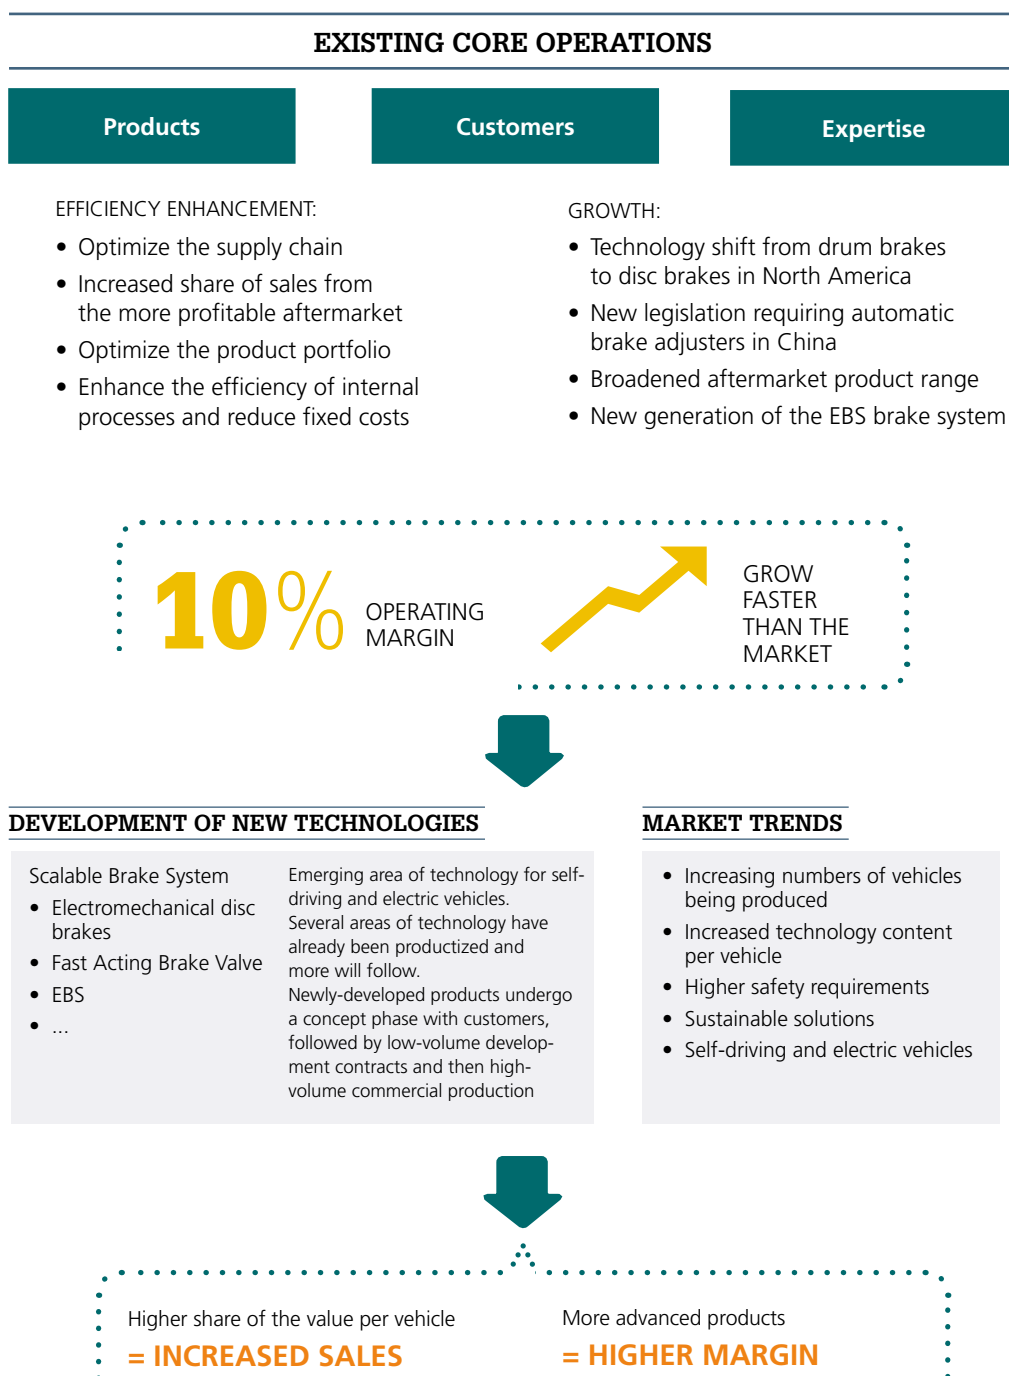 EXISTING CORE OPERATIONS
Products
Customers
Expertise
EFFICIENCY ENHANCEMENT:
• Optimize the supply chain
• Increased share of sales from
the more profitable aftermarket
• Optimize the product portfolio
• Enhance the efficiency of internal
processes and reduce fixed costs
GROWTH:
• Technology shift from drum brakes
to disc brakes in North America
• New legislation requiring automatic
brake adjusters in China
• Broadened aftermarket product range
• New generation of the EBS brake system
10%
OPERATING
MARGIN
GROW
FASTER
THAN THE
MARKET
DEVELOPMENT OF NEW TECHNOLOGIES
Scalable Brake System
• Electromechanical disc
brakes
• Fast Acting Brake Valve
• EBS
• ...
Emerging area of technology for self-
driving and electric vehicles.
Several areas of technology have
already been productized and
more will follow.
Newly-developed products undergo
a concept phase with customers,
followed by low-volume develop-
ment contracts and then high-
volume commercial production
MARKET TRENDS
• Increasing numbers of vehicles
being produced
• Increased technology content
per vehicle
• Higher safety requirements
• Sustainable solutions
• Self-driving and electric vehicles
Higher share of the value per vehicle
= INCREASED SALES
More advanced products
= HIGHER MARGIN